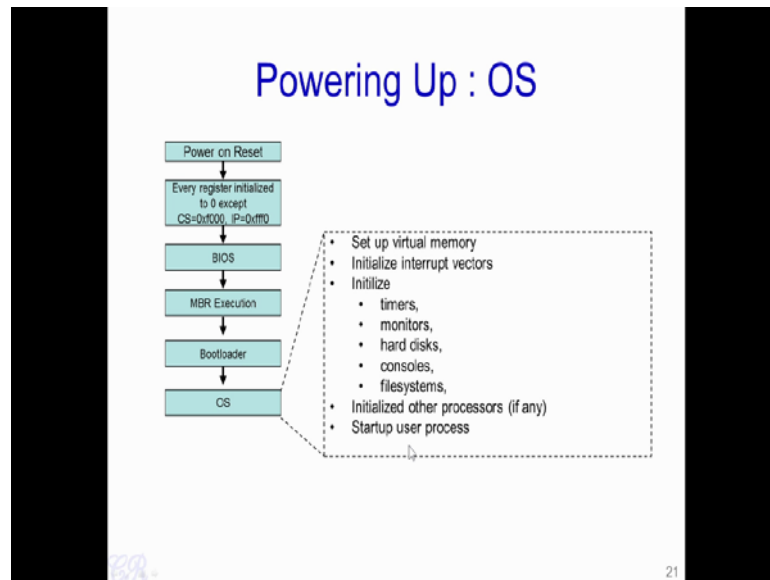 Powering Up : OS
Power on Reset
Every register initialized
to 0 except
CS=0xf000, IP=0xfff0
BIOS
MBR Execution
Bootloader
OS
• Set up virtual memory
• Initialize interrupt vectors
• Initilize
• timers,
• monitors,
• hard disks,
• consoles,
• filesystems,
• Initialized other processors (if any)
• Startup user process
21